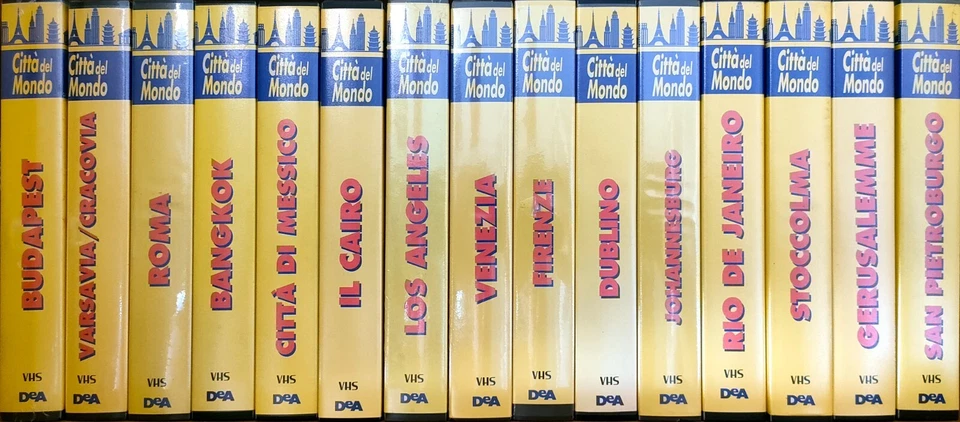 Città del
Mondo
BUDAPEST
VHS
DeA
Città del
Mondo
VARSAVIA/CRACOVIA
VHS
DeA
Città del
Mondo
ROMA
VHS
DeA
Città del
Mondo
BANGKOK
VHS
DeA
Città del
Mondo
CITTÀ DI MESSICO
VHS
DeA
Città del
Mondo
IL CAIRO
VHS
DeA
Città del
Mondo
LOS ANGELES
VHS
DeA
Città del
Mondo
VENEZIA
VHS
DeA
Città del
Mondo
FIRENZE
VHS
DeA
Città del
Mondo
DUBLINO
VHS
DeA
Città del
Mondo
JOHANNESBURG
VHS
DeA
Città del
Mondo
RIO DE JANEIRO
VHS
DeA
Città del
Mondo
STOCCOLMA
VHS
DeA
Città del
Mondo
GERUSALEMME
VHS
DeA
Città del
Mondo
SAN PIETROBURGO
VHS
DeA